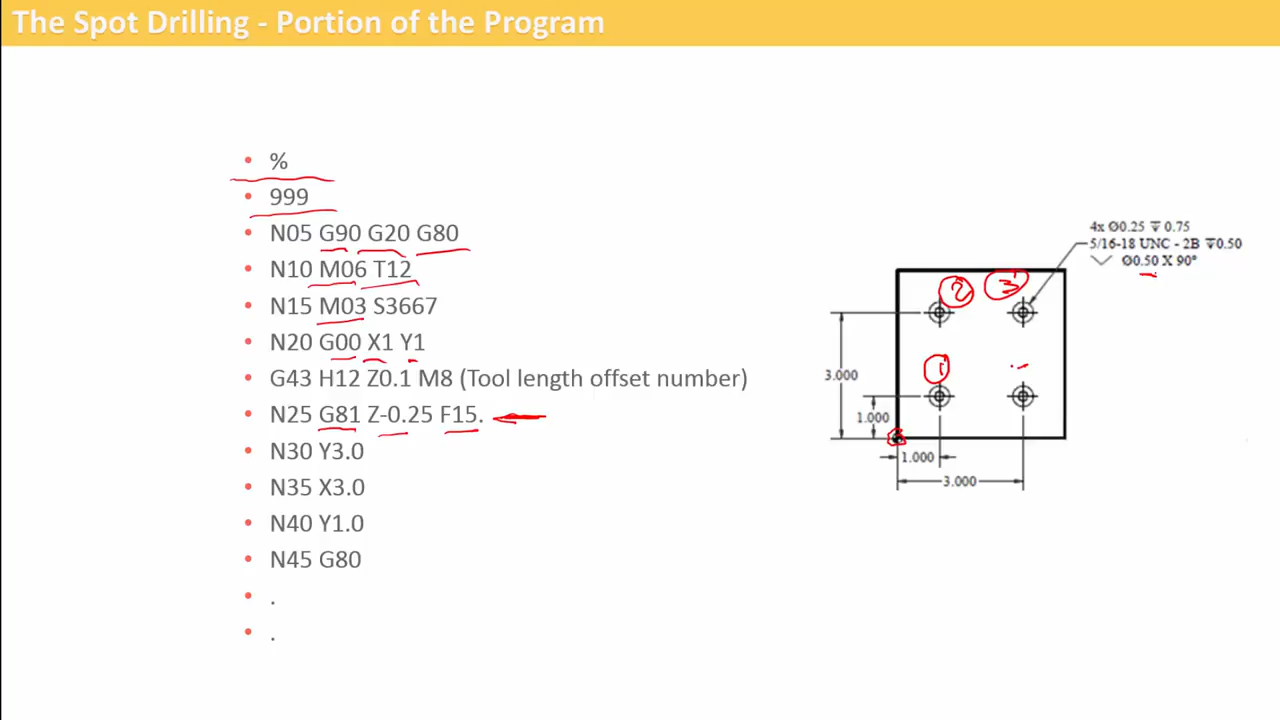 The Spot Drilling - Portion of the Program
• %
• 999
• N05 G90 G20 G80
• N10 M06 T12
• N15 M03 S3667
• N20 G00 X1 Y1
• G43 H12 Z0.1 M8 (Tool length offset number)
• N25 G81 Z-0.25 F15.
• N30 Y3.0
• N35 X3.0
• N40 Y1.0
• N45 G80
• .
• .
4x Ø0.25 ↧ 0.75
5/16-18 UNC - 2B ↧0.50
⌵ Ø0.50 X 90°
2 3
1
3.000
1.000
1.000
3.000